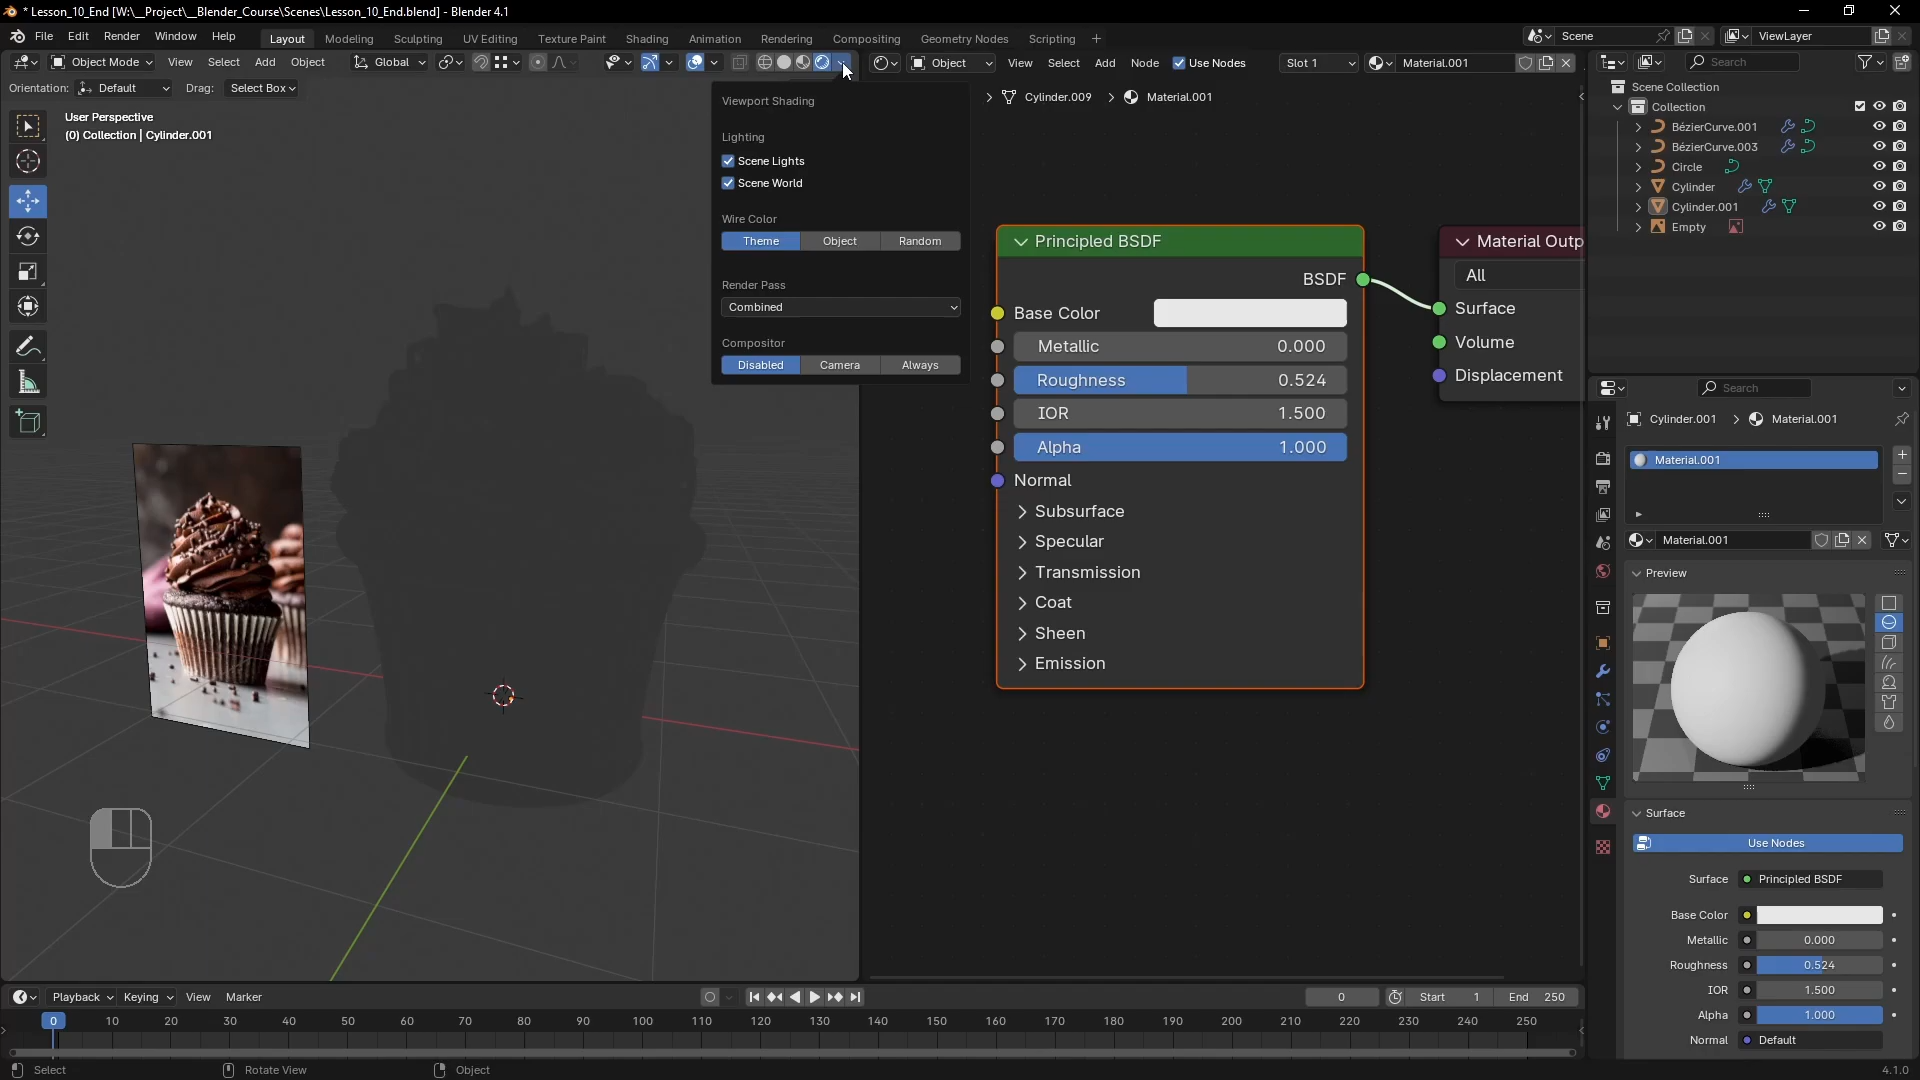 * Lesson_10_End [W:\__Project\__Blender_Course\Scenes\Lesson_10_End.blend] - Blender 4.1
File Edit Render Window Help Layout Modeling Sculpting UV Editing Texture Paint Shading Animation Rendering Compositing Geometry Nodes Scripting + Scene ViewLayer
Object Mode View Select Add Object Global Object View Select Add Node Use Nodes Slot 1 Material.001 Search
Orientation: Default Drag: Select Box
User Perspective
(0) Collection | Cylinder.001
Viewport Shading
Lighting
Scene Lights
Scene World
Wire Color
Theme Object Random
Render Pass
Combined
Compositor
Disabled Camera Always
Cylinder.009 Material.001
Principled BSDF
BSDF
Base Color
Metallic 0.000
Roughness 0.524
IOR 1.500
Alpha 1.000
Normal
Subsurface
Specular
Transmission
Coat
Sheen
Emission
Material Outp
All
Surface
Volume
Displacement
Scene Collection
Collection
BézierCurve.001
BézierCurve.003
Circle
Cylinder
Cylinder.001
Empty
Search
Cylinder.001 Material.001
Material.001
Material.001
Preview
Surface
Use Nodes
Surface Principled BSDF
Base Color
Metallic 0.000
Roughness 0.524
IOR 1.500
Alpha 1.000
Normal Default
Playback Keying View Marker 0 Start 1 End 250
0 10 20 30 40 50 60 70 80 90 100 110 120 130 140 150 160 170 180 190 200 210 220 230 240 250
Select Rotate View Object 4.1.0